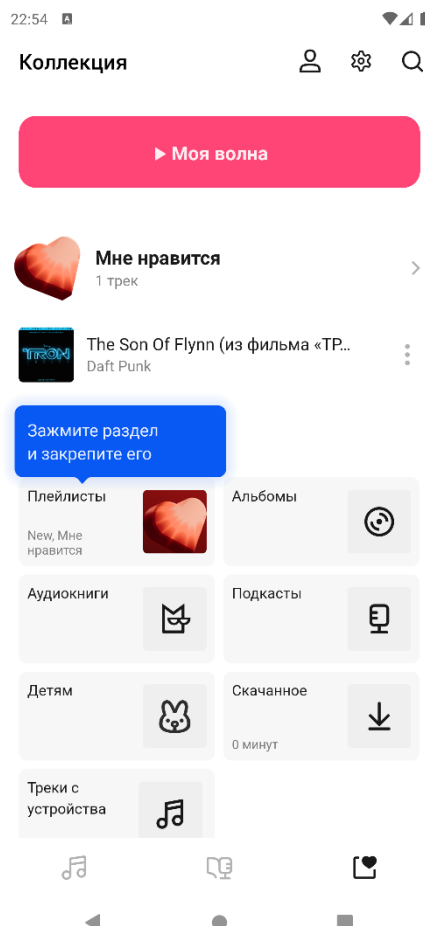 22:54 A
Коллекция
Моя волна
Мне нравится
1 трек
TRON
The Son Of Flynn (из фильма «ТР...
Daft Punk
Зажмите раздел
и закрепите его
Плейлисты
New, Мне
нравится
Альбомы
Аудиокниги
Подкасты
Детям
Скачанное
0 минут
Треки с
устройства